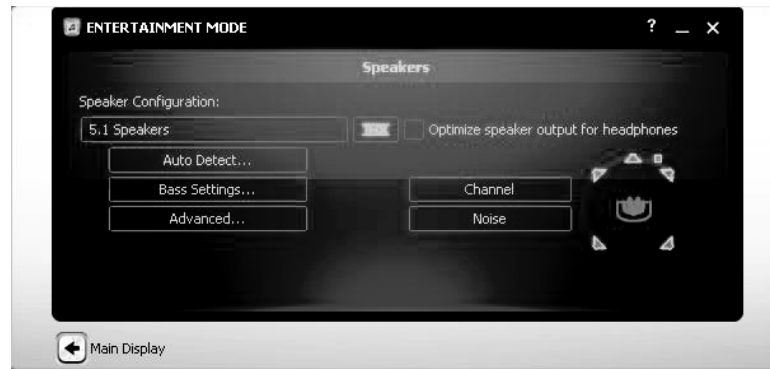 ENTERTAINMENT MODE ? _ ×
Speakers
Speaker Configuration:
5.1 Speakers
Optimize speaker output for headphones
Auto Detect...
Bass Settings...
Channel
Advanced...
Noise
Main Display